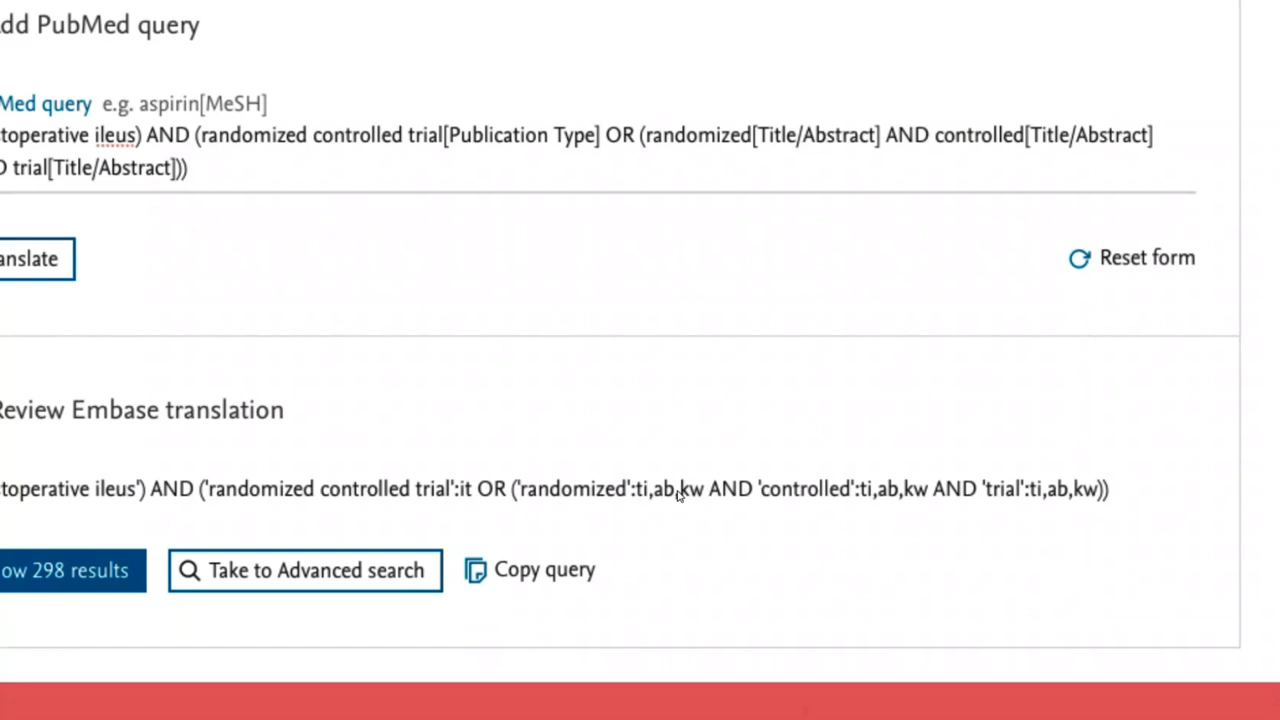 dd PubMed query
Med query e.g. aspirin[MeSH]
toperative ileus) AND (randomized controlled trial[Publication Type] OR (randomized[Title/Abstract] AND controlled[Title/Abstract]
D trial[Title/Abstract]))
anslate
Reset form
Review Embase translation
toperative ileus') AND ('randomized controlled trial':it OR ('randomized':ti,ab,kw AND 'controlled':ti,ab,kw AND 'trial':ti,ab,kw))
ow 298 results
Take to Advanced search
Copy query